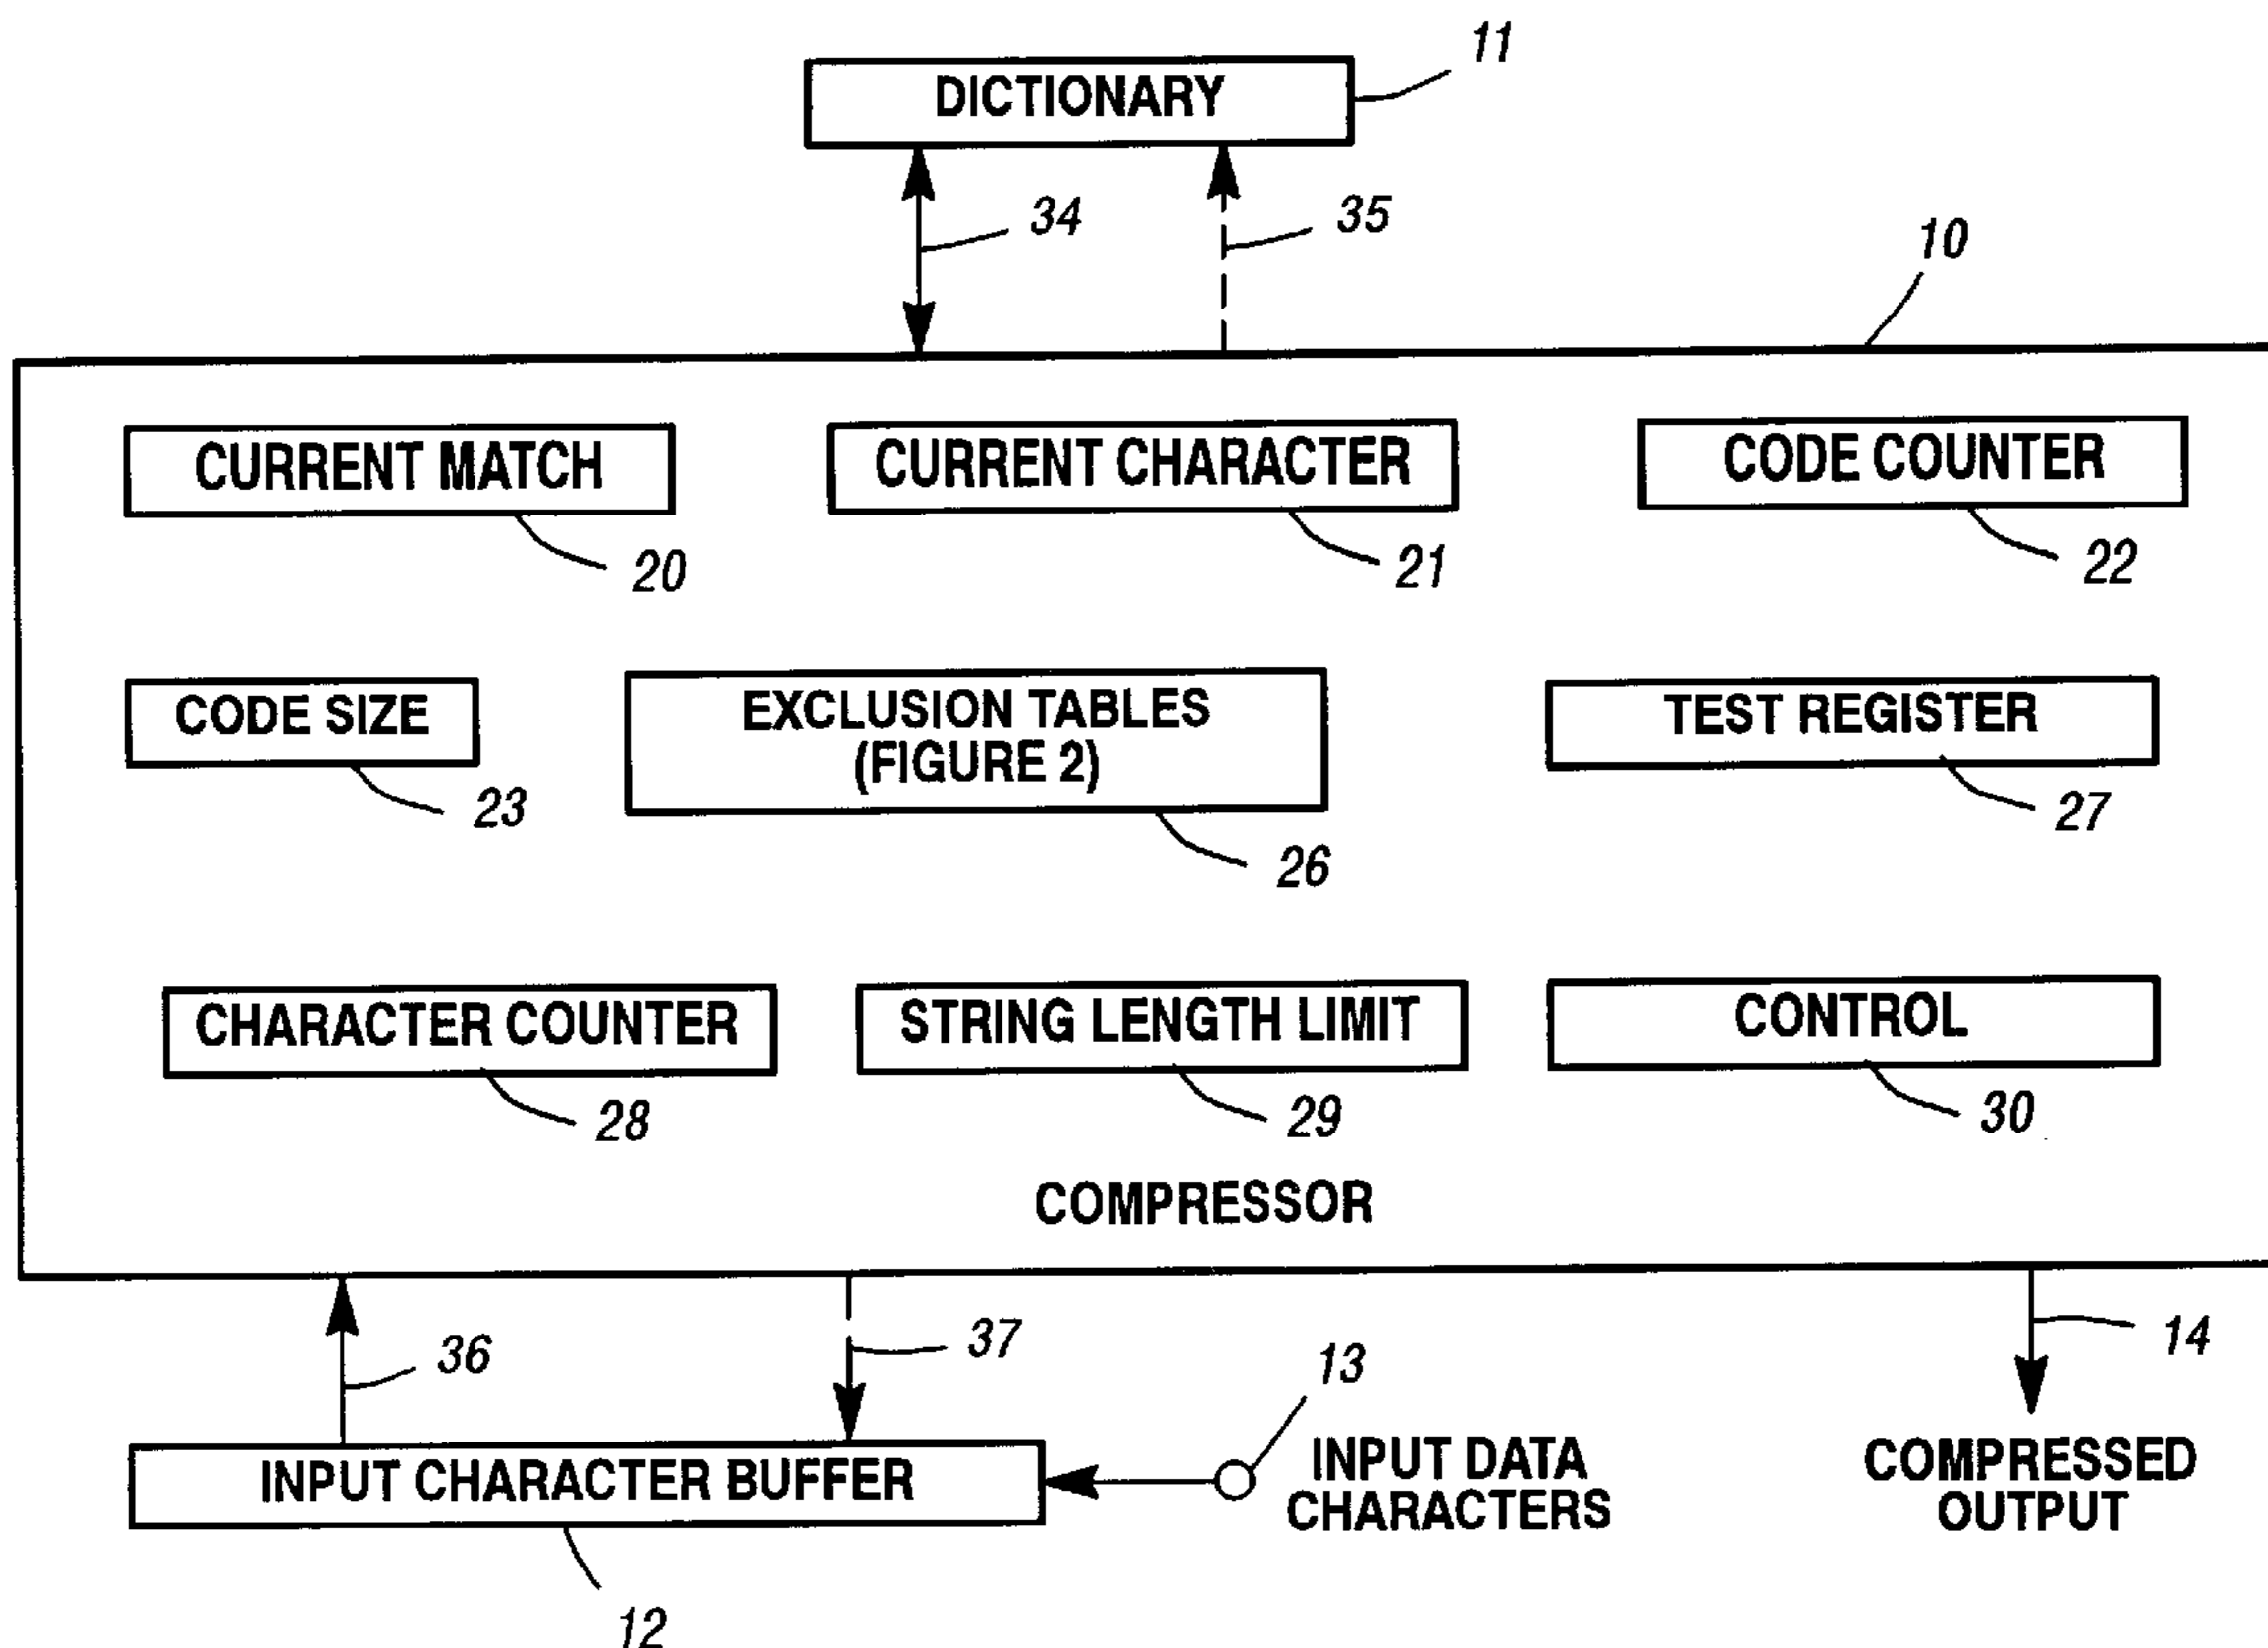 11
DICTIONARY
34
35
10
CURRENT MATCH
CURRENT CHARACTER
CODE COUNTER
20
21
22
CODE SIZE
EXCLUSION TABLES
(FIGURE 2)
TEST REGISTER
23
26
27
CHARACTER COUNTER
STRING LENGTH LIMIT
CONTROL
28
29
30
COMPRESSOR
36
37
13
14
INPUT CHARACTER BUFFER
INPUT DATA
CHARACTERS
COMPRESSED
OUTPUT
12